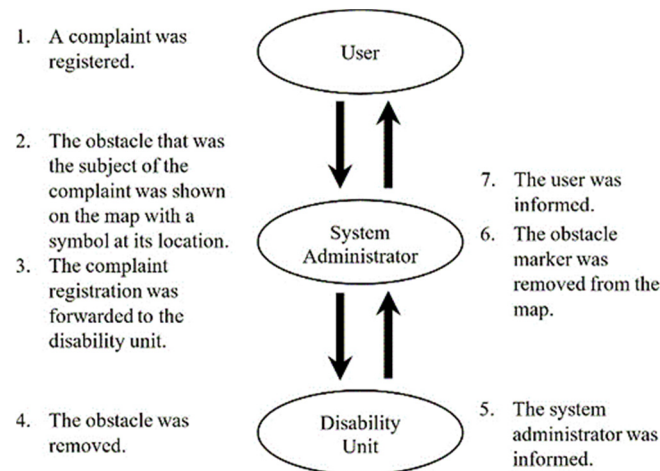 1. A complaint was
registered.
User
2. The obstacle that was
the subject of the
complaint was shown
on the map with a
symbol at its location.
3. The complaint
registration was
forwarded to the
disability unit.
System
Administrator
7. The user was
informed.
6. The obstacle
marker was
removed from the
map.
4. The obstacle was
removed.
Disability
Unit
5. The system
administrator was
informed.